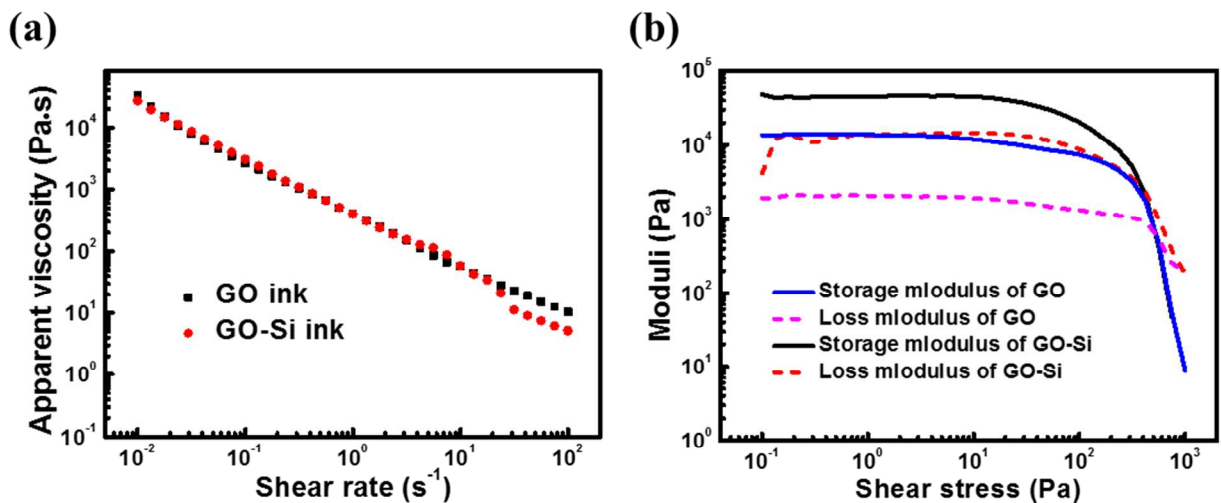 (a)
Apparent viscosity (Pa·s)
10^4
10^3
10^2
10^1
10^0
10^-1
GO ink
GO-Si ink
10^-2
10^-1
10^0
10^1
10^2
Shear rate (s^-1)
(b)
Moduli (Pa)
10^5
10^4
10^3
10^2
10^1
10^0
Storage mlodulus of GO
Loss mlodulus of GO
Storage mlodulus of GO-Si
Loss mlodulus of GO-Si
10^-1
10^0
10^1
10^2
10^3
Shear stress (Pa)